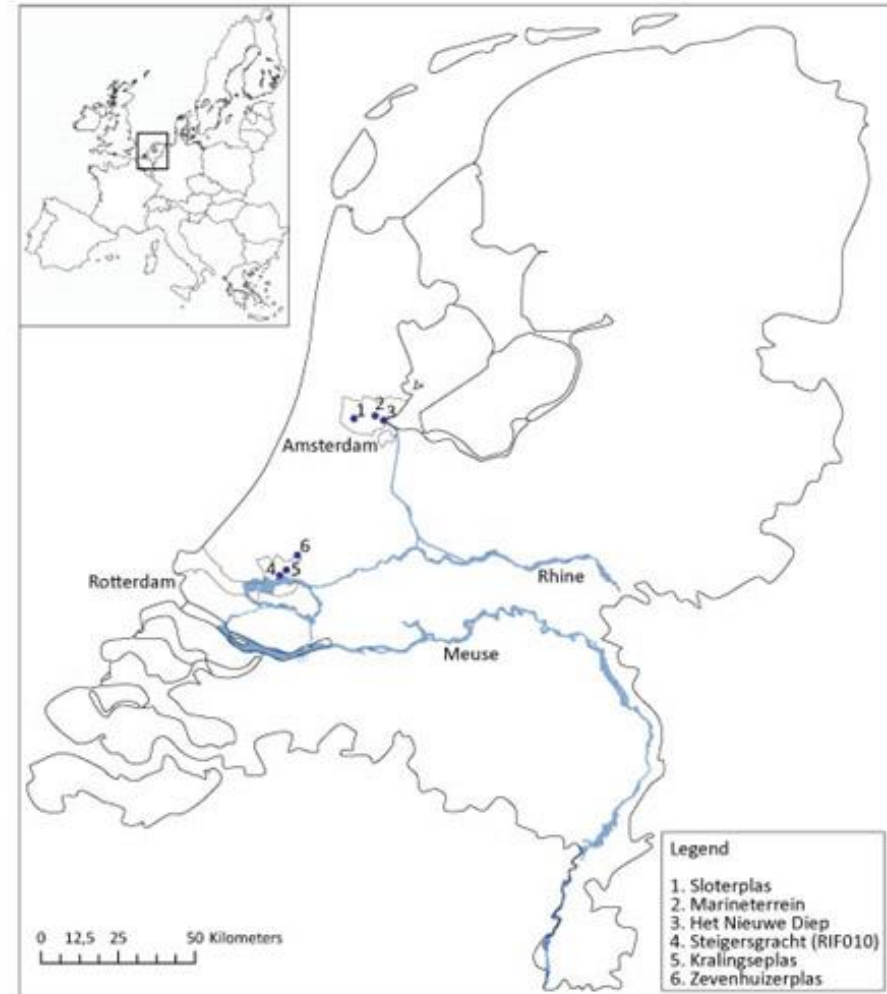 1
2
3
Amsterdam
6
4
5
Rotterdam
Rhine
Meuse
Legend
1. Sloterplas
2. Marineterrein
3. Het Nieuwe Diep
4. Steigersgracht (RIF010)
5. Kralingseplas
6. Zevenhuizerplas
0 12,5 25 50 Kilometers